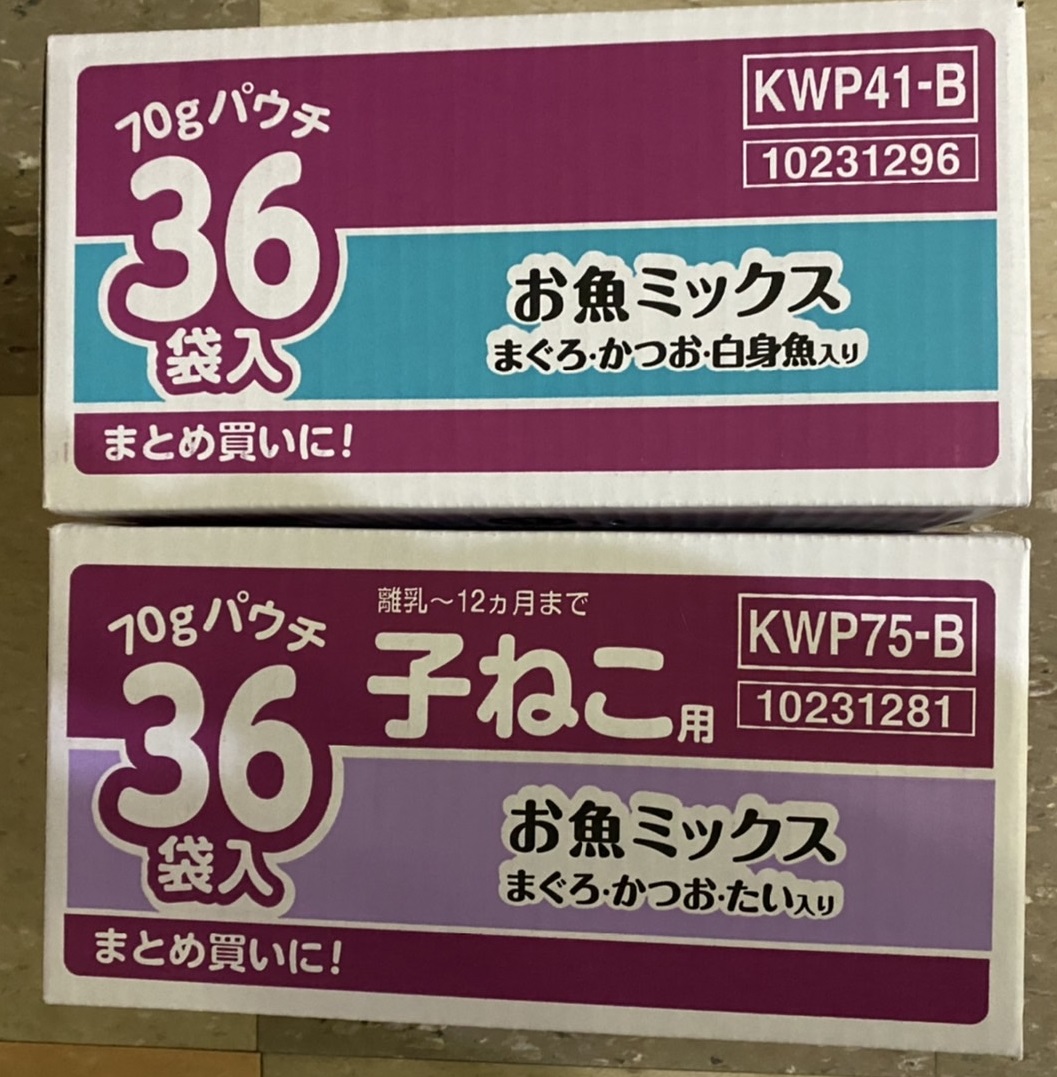 70gパウチ
36
袋入
KWP41-B
10231296
お魚ミックス
まぐろ・かつお・白身魚入り
まとめ買いに!
70gパウチ
36
袋入
離乳～12ヵ月まで
子ねこ用
KWP75-B
10231281
お魚ミックス
まぐろ・かつお・たい入り
まとめ買いに!